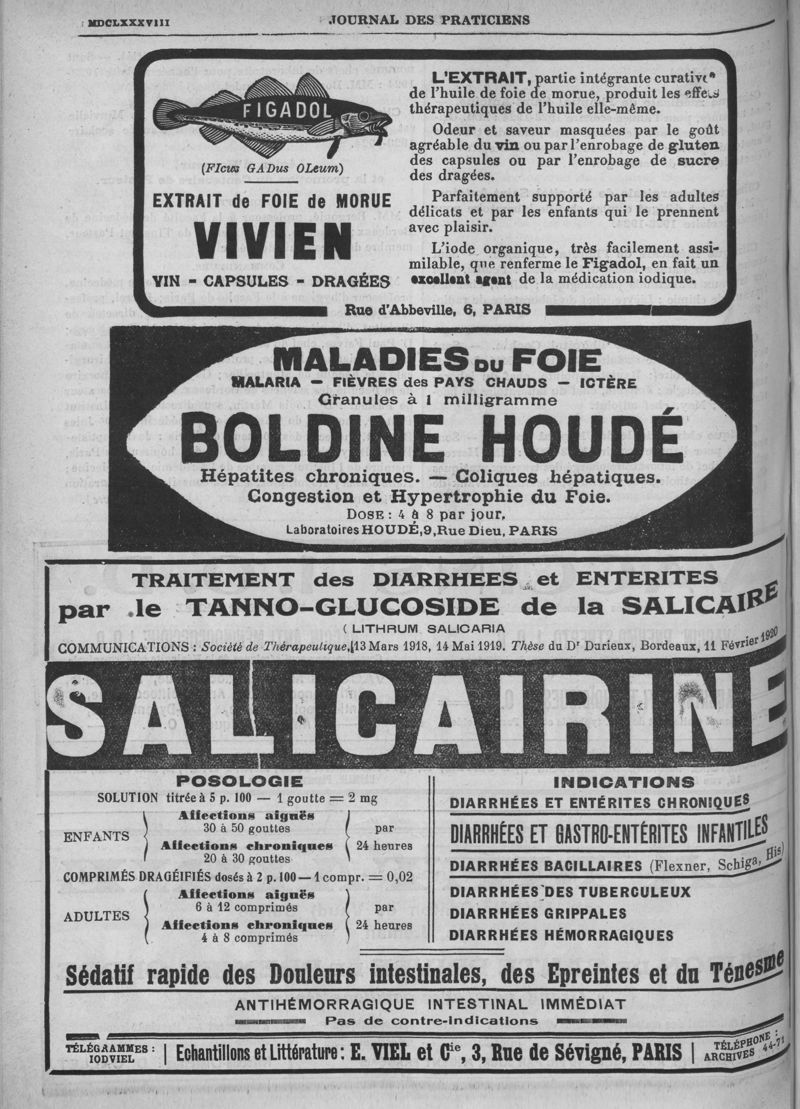 MDCLXXXVIII
JOURNAL DES PRATICIENS
FIGADOL
(FIcus GADus OLeum)
EXTRAIT de FOIE de MORUE
VIVIEN
VIN - CAPSULES - DRAGÉES
L'EXTRAIT, partie intégrante curative
de l'huile de foie de morue, produit les effets
thérapeutiques de l'huile elle-même.
Odeur et saveur masquées par le goût
agréable du vin ou par l'enrobage de gluten
des capsules ou par l'enrobage de sucre
des dragées.
Parfaitement supporté par les adultes
délicats et par les enfants qui le prennent
avec plaisir.
L'iode organique, très facilement assi-
milable, que renferme le Figadol, en fait un
excellent agent de la médication iodique.
Rue d'Abbeville, 6, PARIS
MALADIES DU FOIE
MALARIA — FIÈVRES des PAYS CHAUDS — ICTÈRE
Granules à 1 milligramme
BOLDINE HOUDÉ
Hépatites chroniques. — Coliques hépatiques.
Congestion et Hypertrophie du Foie.
DOSE: 4 à 8 par jour.
Laboratoires HOUDÉ,9,Rue Dieu, PARIS
TRAITEMENT des DIARRHEES et ENTERITES
par le TANNO-GLUCOSIDE de la SALICAIRE
( LITHRUM SALICARIA
COMMUNICATIONS : Société de Thérapeutique, 13 Mars 1918, 14 Mai 1919. Thèse du Dr Durieux, Bordeaux, 11 Février 1920
SALICAIRINE
POSOLOGIE
SOLUTION titrée à 5 p. 100 — 1 goutte = 2 mg
ENFANTS
Affections aiguës
30 à 50 gouttes
Affections chroniques
20 à 30 gouttes
par
24 heures
COMPRIMÉS DRAGÉIFIÉS dosés à 2 p. 100 — 1 compr. = 0,02
ADULTES
Affections aiguës
6 à 12 comprimés
Affections chroniques
4 à 8 comprimés
par
24 heures
INDICATIONS
DIARRHÉES ET ENTÉRITES CHRONIQUES
DIARRHÉES ET GASTRO-ENTÉRITES INFANTILES
DIARRHÉES BACILLAIRES (Flexner, Schiga, His)
DIARRHÉES DES TUBERCULEUX
DIARRHÉES GRIPPALES
DIARRHÉES HÉMORRAGIQUES
Sédatif rapide des Douleurs intestinales, des Epreintes et du Ténesme
ANTIHÉMORRAGIQUE INTESTINAL IMMÉDIAT
Pas de contre-indications
TÉLÉGAAMMES :
IODVIEL
Echantillons et Littérature : E. VIEL et Cie, 3, Rue de Sévigné, PARIS
TÉLÉPHONE :
ARCHIVES 44-71